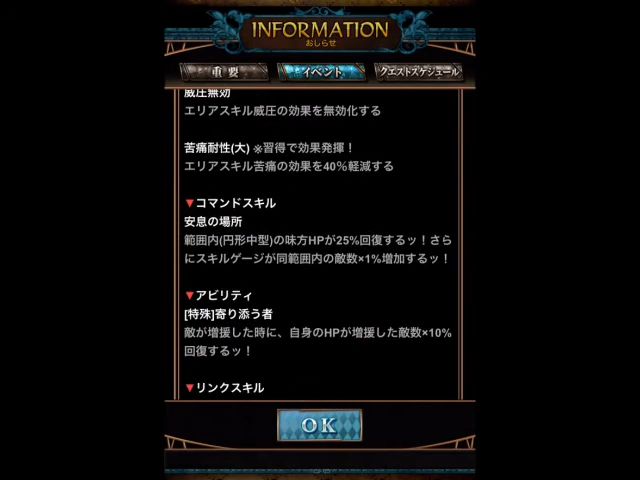 INFORMATION
おしらせ
重要
イベント
クエストスケジュール
威圧無効
エリアスキル威圧の効果を無効化する
苦痛耐性(大) ※習得で効果発揮！
エリアスキル苦痛の効果を40%軽減する
▼コマンドスキル
安息の場所
範囲内(円形中型)の味方HPが25%回復するッ！さら
にスキルゲージが同範囲内の敵数×1%増加するッ！
▼アビリティ
[特殊]寄り添う者
敵が増援した時に、自身のHPが増援した敵数×10%
回復するッ！
▼リンクスキル
OK